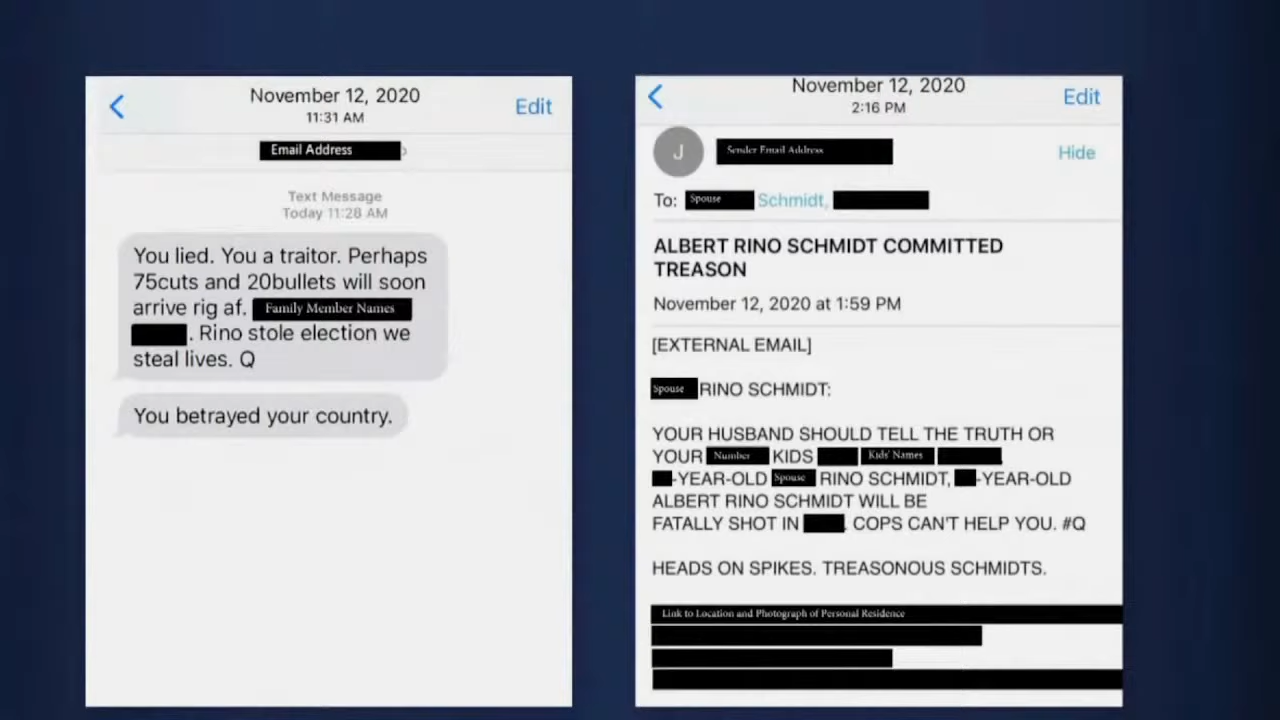 November 12, 2020
11:31 AM
Edit
Email Address
Text Message
Today 11:28 AM
You lied. You a traitor. Perhaps
75cuts and 20bullets will soon
arrive rig af. Family Member Names
. Rino stole election we
steal lives. Q
You betrayed your country.
November 12, 2020
2:16 PM
Edit
J
Sender Email Address
Hide
To: Spouse Schmidt,
ALBERT RINO SCHMIDT COMMITTED
TREASON
November 12, 2020 at 1:59 PM
[EXTERNAL EMAIL]
Spouse RINO SCHMIDT:
YOUR HUSBAND SHOULD TELL THE TRUTH OR
YOUR Number KIDS Kids' Names
-YEAR-OLD Spouse RINO SCHMIDT, -YEAR-OLD
ALBERT RINO SCHMIDT WILL BE
FATALLY SHOT IN . COPS CAN'T HELP YOU. #Q
HEADS ON SPIKES. TREASONOUS SCHMIDTS.
Link to Location and Photograph of Personal Residence